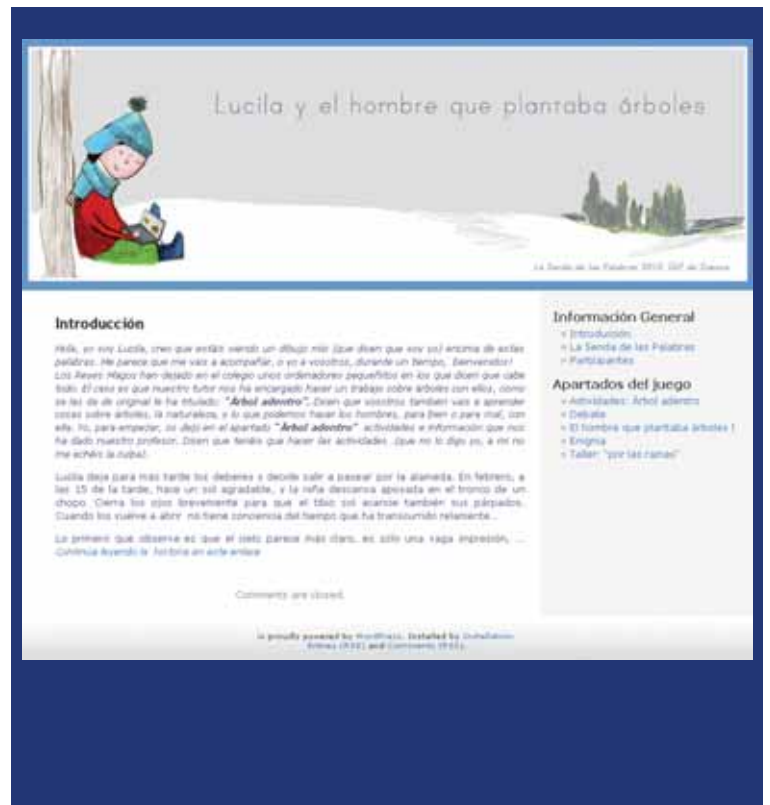 Lucila y el hombre que plantaba árboles
La Senda de las Palabras 2010. CEP de Cuenca
Introducción
Hola, yo soy Lucila, creo que estáis viendo un dibujo mío (que dicen que soy yo) encima de estas
palabras. Me parece que me vais a acompañar, o yo a vosotros, durante un tiempo, ¡bienvenidos!
Los Reyes Magos han dejado en el colegio unos ordenadores pequeñitos en los que dicen que cabe
todo. El caso es que nuestro tutor nos ha encargado hacer un trabajo sobre árboles con ellos, como
se las da de original le ha titulado: "Árbol adentro". Dicen que vosotros también vais a aprender
cosas sobre árboles, la naturaleza, y lo que podemos hacer los hombres, para bien o para mal, con
ella. Yo, para empezar, os dejo en el apartado "Árbol adentro" actividades e información que nos
ha dado nuestro profesor. Dicen que tenéis que hacer las actividades (que no lo digo yo, a mí no
me echéis la culpa).
Lucila deja para más tarde los deberes y decide salir a pasear por la alameda. En febrero, a
las 15 de la tarde, hace un sol agradable, y la niña descansa apoyada en el tronco de un
chopo. Cierra los ojos brevemente para que el tibio sol acaricie también sus párpados.
Cuando los vuelve a abrir no tiene conciencia del tiempo que ha transcurrido realmente...
Lo primero que observa es que el cielo parece más claro, es sólo una vaga impresión, ...
Continua leyendo la historia en este enlace
Comments are closed.
Información General
» Introducción
» La Senda de las Palabras
» Participantes
Apartados del juego
» Actividades: Árbol adentro
» Debate
» El hombre que plantaba árboles I
» Enigma
» Taller: "por las ramas"
is proudly powered by WordPress. Installed by Installatron
Entries (RSS) and Comments (RSS).